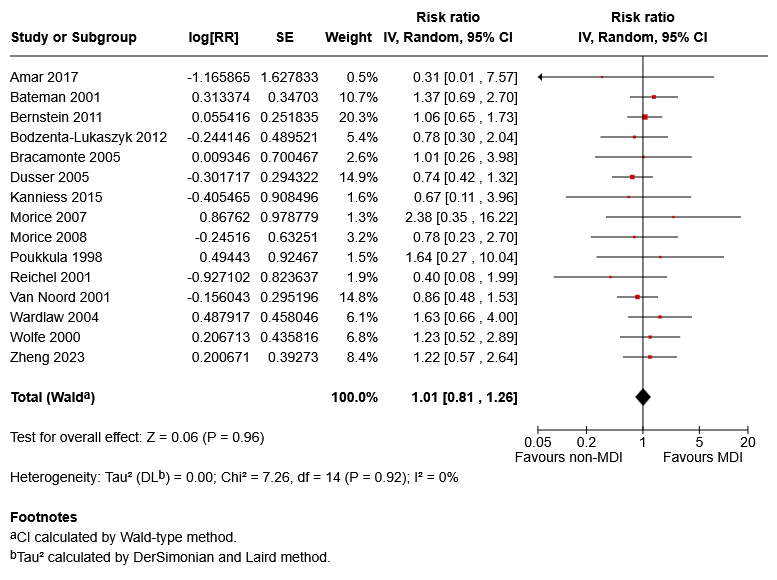 Risk ratio Risk ratio
Study or Subgroup log[RR] SE Weight IV, Random, 95% CI IV, Random, 95% CI
Amar 2017 -1.165865 1.627833 0.5% 0.31 [0.01 , 7.57]
Bateman 2001 0.313374 0.34703 10.7% 1.37 [0.69 , 2.70]
Bernstein 2011 0.055416 0.251835 20.3% 1.06 [0.65 , 1.73]
Bodzenta-Lukaszyk 2012 -0.244146 0.489521 5.4% 0.78 [0.30 , 2.04]
Bracamonte 2005 0.009346 0.700467 2.6% 1.01 [0.26 , 3.98]
Dusser 2005 -0.301717 0.294322 14.9% 0.74 [0.42 , 1.32]
Kanniess 2015 -0.405465 0.908496 1.6% 0.67 [0.11 , 3.96]
Morice 2007 0.86762 0.978779 1.3% 2.38 [0.35 , 16.22]
Morice 2008 -0.24516 0.63251 3.2% 0.78 [0.23 , 2.70]
Poukkula 1998 0.49443 0.92467 1.5% 1.64 [0.27 , 10.04]
Reichel 2001 -0.927102 0.823637 1.9% 0.40 [0.08 , 1.99]
Van Noord 2001 -0.156043 0.295196 14.8% 0.86 [0.48 , 1.53]
Wardlaw 2004 0.487917 0.458046 6.1% 1.63 [0.66 , 4.00]
Wolfe 2000 0.206713 0.435816 6.8% 1.23 [0.52 , 2.89]
Zheng 2023 0.200671 0.39273 8.4% 1.22 [0.57 , 2.64]
Total (Waldª) 100.0% 1.01 [0.81 , 1.26]
Test for overall effect: Z = 0.06 (P = 0.96)
0.05 0.2 1 5 20
Favours non-MDI Favours MDI
Heterogeneity: Tau² (DLᵇ) = 0.00; Chi² = 7.26, df = 14 (P = 0.92); I² = 0%
Footnotes
ªCI calculated by Wald-type method.
ᵇTau² calculated by DerSimonian and Laird method.